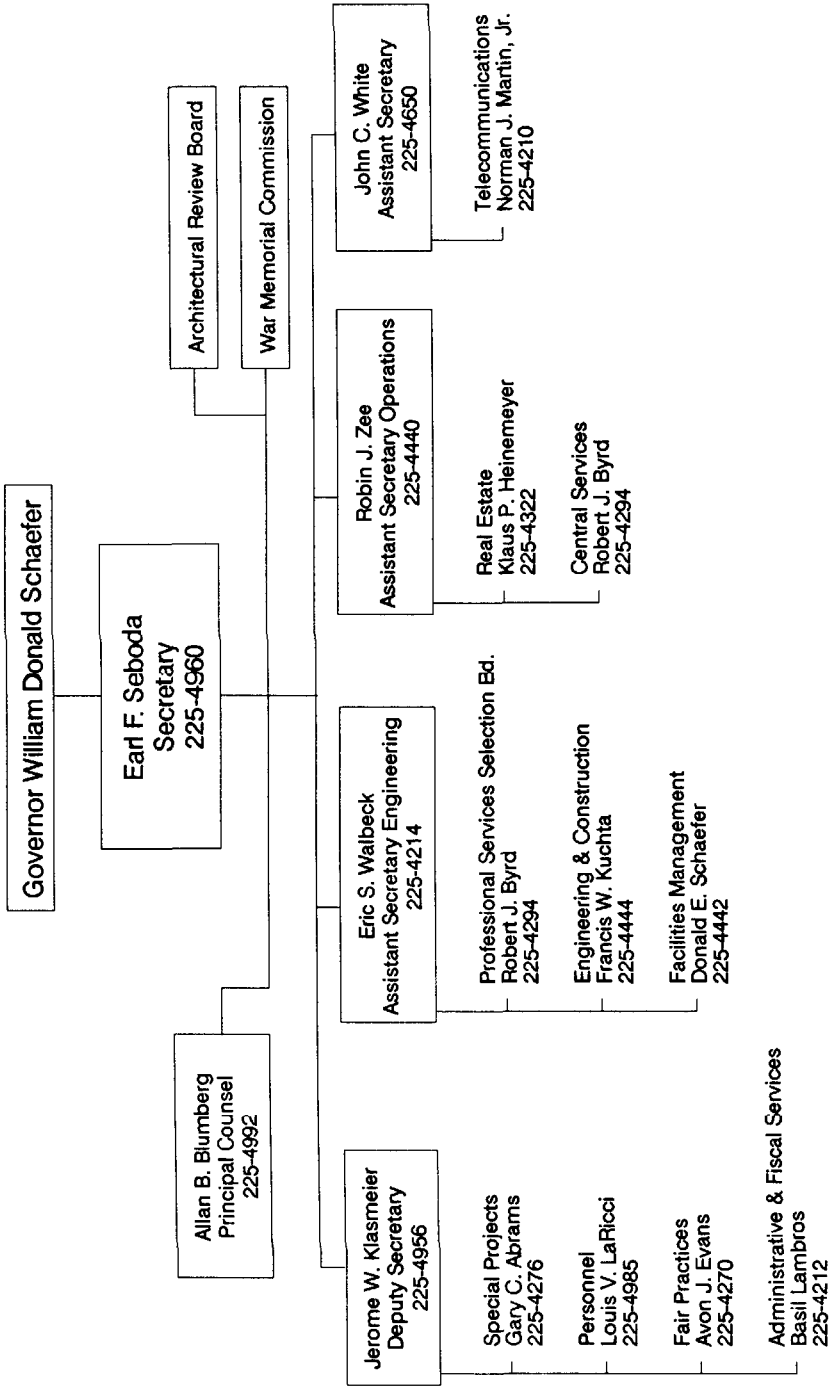 Governor William Donald Schaefer
Earl F. Seboda
Secretary
225-4960
Allan B. Blumberg
Principal Counsel
225-4992
Architectural Review Board
War Memorial Commission
Jerome W. Klasmeier
Deputy Secretary
225-4956
Special Projects
Gary C. Abrams
225-4276
Personnel
Louis V. LaRicci
225-4985
Fair Practices
Avon J. Evans
225-4270
Administrative & Fiscal Services
Basil Lambros
225-4212
Eric S. Walbeck
Assistant Secretary Engineering
225-4214
Professional Services Selection Bd.
Robert J. Byrd
225-4294
Engineering & Construction
Francis W. Kuchta
225-4444
Facilities Management
Donald E. Schaefer
225-4442
Robin J. Zee
Assistant Secretary Operations
225-4440
Real Estate
Klaus P. Heinemeyer
225-4322
Central Services
Robert J. Byrd
225-4294
John C. White
Assistant Secretary
225-4650
Telecommunications
Norman J. Martin, Jr.
225-4210